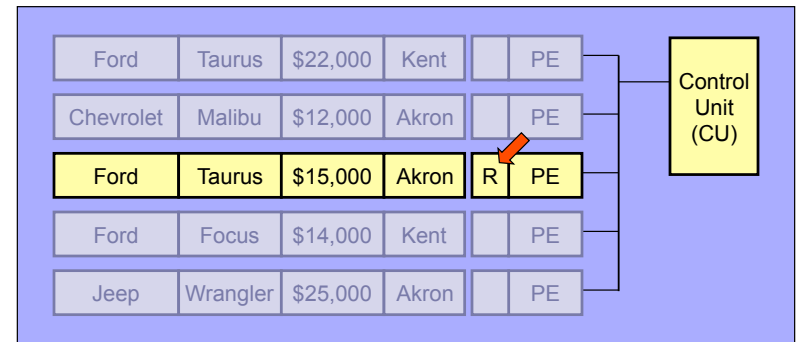 Ford Taurus $22,000 Kent PE
Chevrolet Malibu $12,000 Akron PE
Ford Taurus $15,000 Akron R PE
Ford Focus $14,000 Kent PE
Jeep Wrangler $25,000 Akron PE
Control
Unit
(CU)